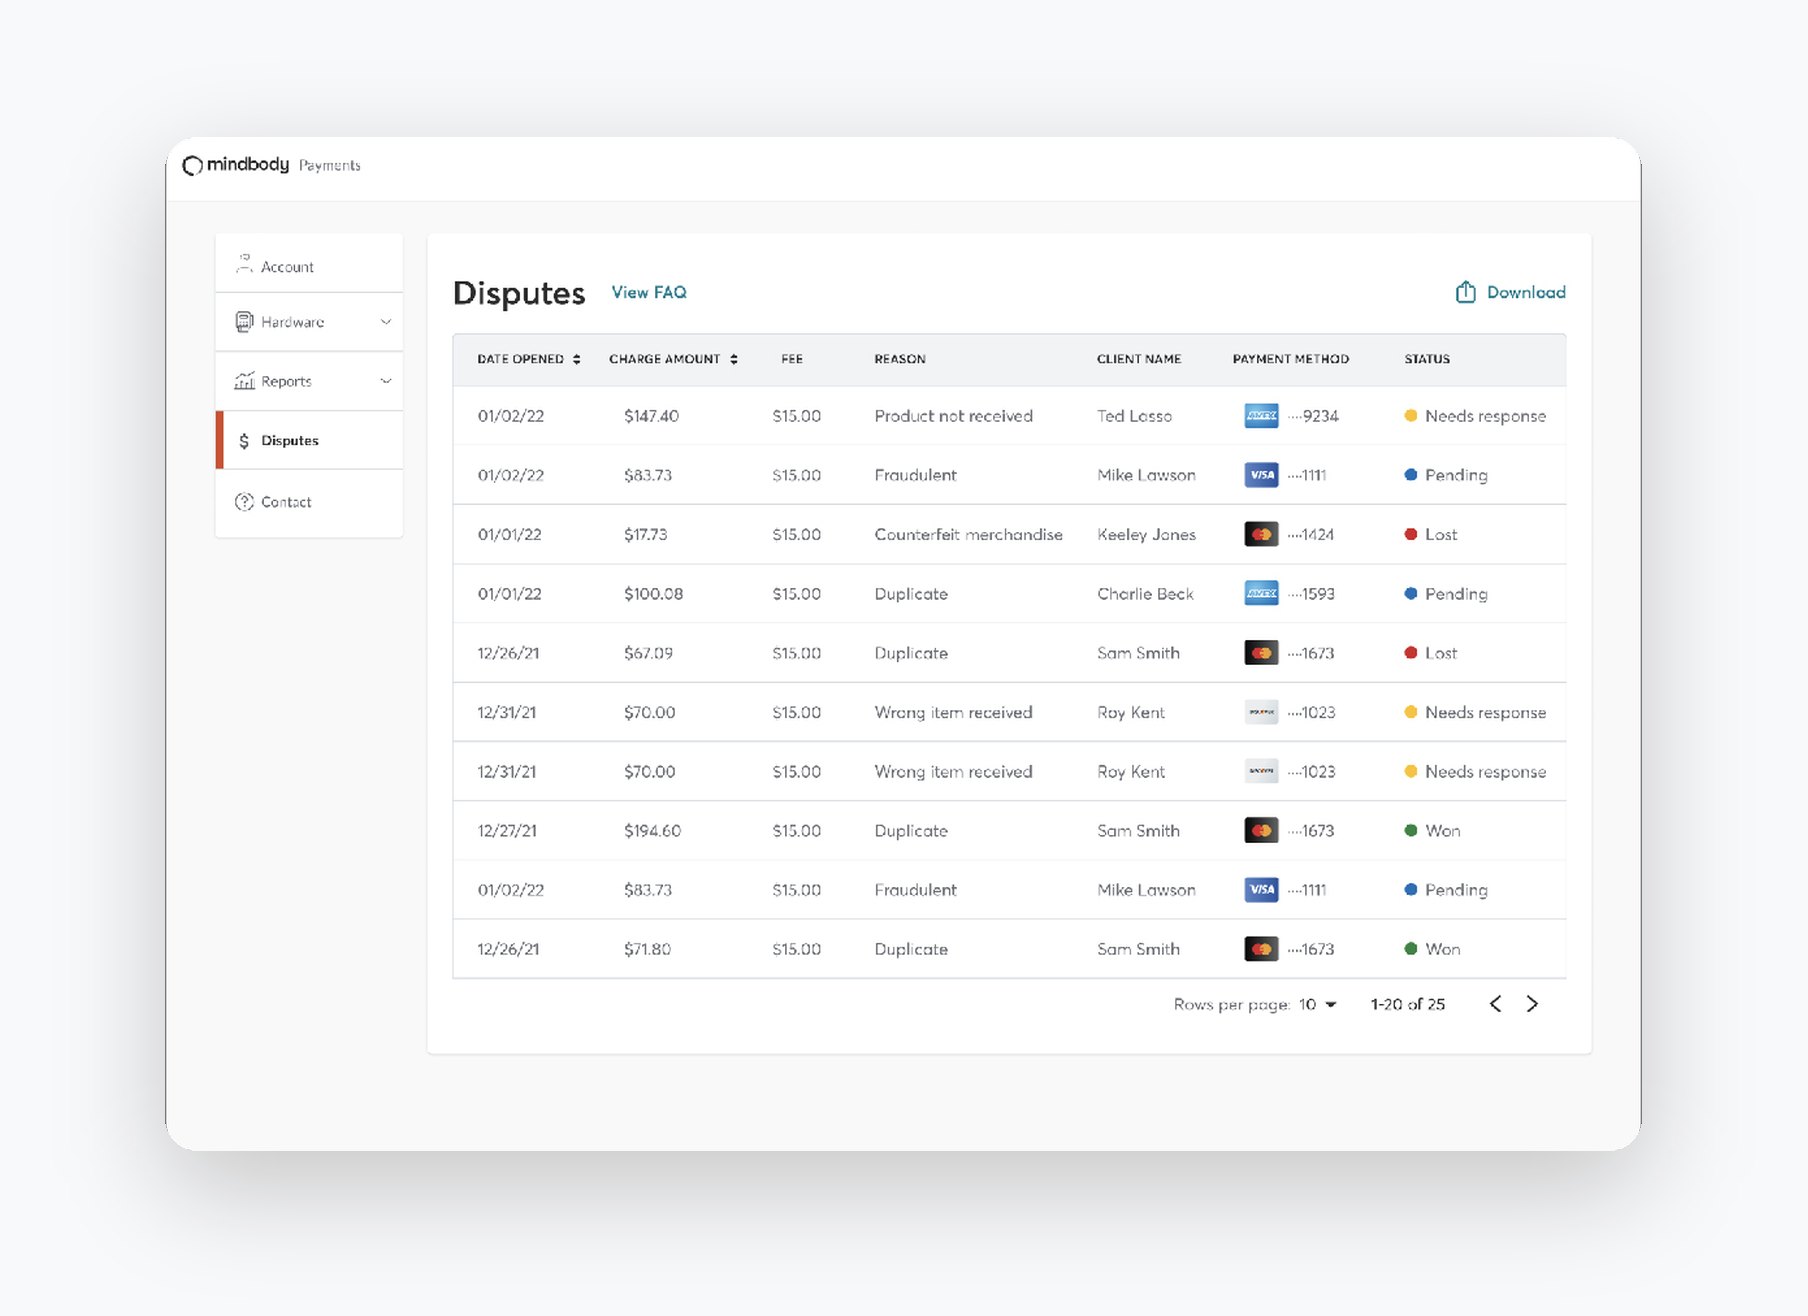 mindbody Payments
Account
Hardware
Reports
$ Disputes
Contact
Disputes View FAQ Download
DATE OPENED CHARGE AMOUNT FEE REASON CLIENT NAME PAYMENT METHOD STATUS
01/02/22 $147.40 $15.00 Product not received Ted Lasso AMEX ····9234 Needs response
01/02/22 $83.73 $15.00 Fraudulent Mike Lawson VISA ····1111 Pending
01/01/22 $17.73 $15.00 Counterfeit merchandise Keeley Jones ····1424 Lost
01/01/22 $100.08 $15.00 Duplicate Charlie Beck AMEX ····1593 Pending
12/26/21 $67.09 $15.00 Duplicate Sam Smith ····1673 Lost
12/31/21 $70.00 $15.00 Wrong item received Roy Kent ····1023 Needs response
12/31/21 $70.00 $15.00 Wrong item received Roy Kent ····1023 Needs response
12/27/21 $194.60 $15.00 Duplicate Sam Smith ····1673 Won
01/02/22 $83.73 $15.00 Fraudulent Mike Lawson VISA ····1111 Pending
12/26/21 $71.80 $15.00 Duplicate Sam Smith ····1673 Won
Rows per page: 10 1-20 of 25